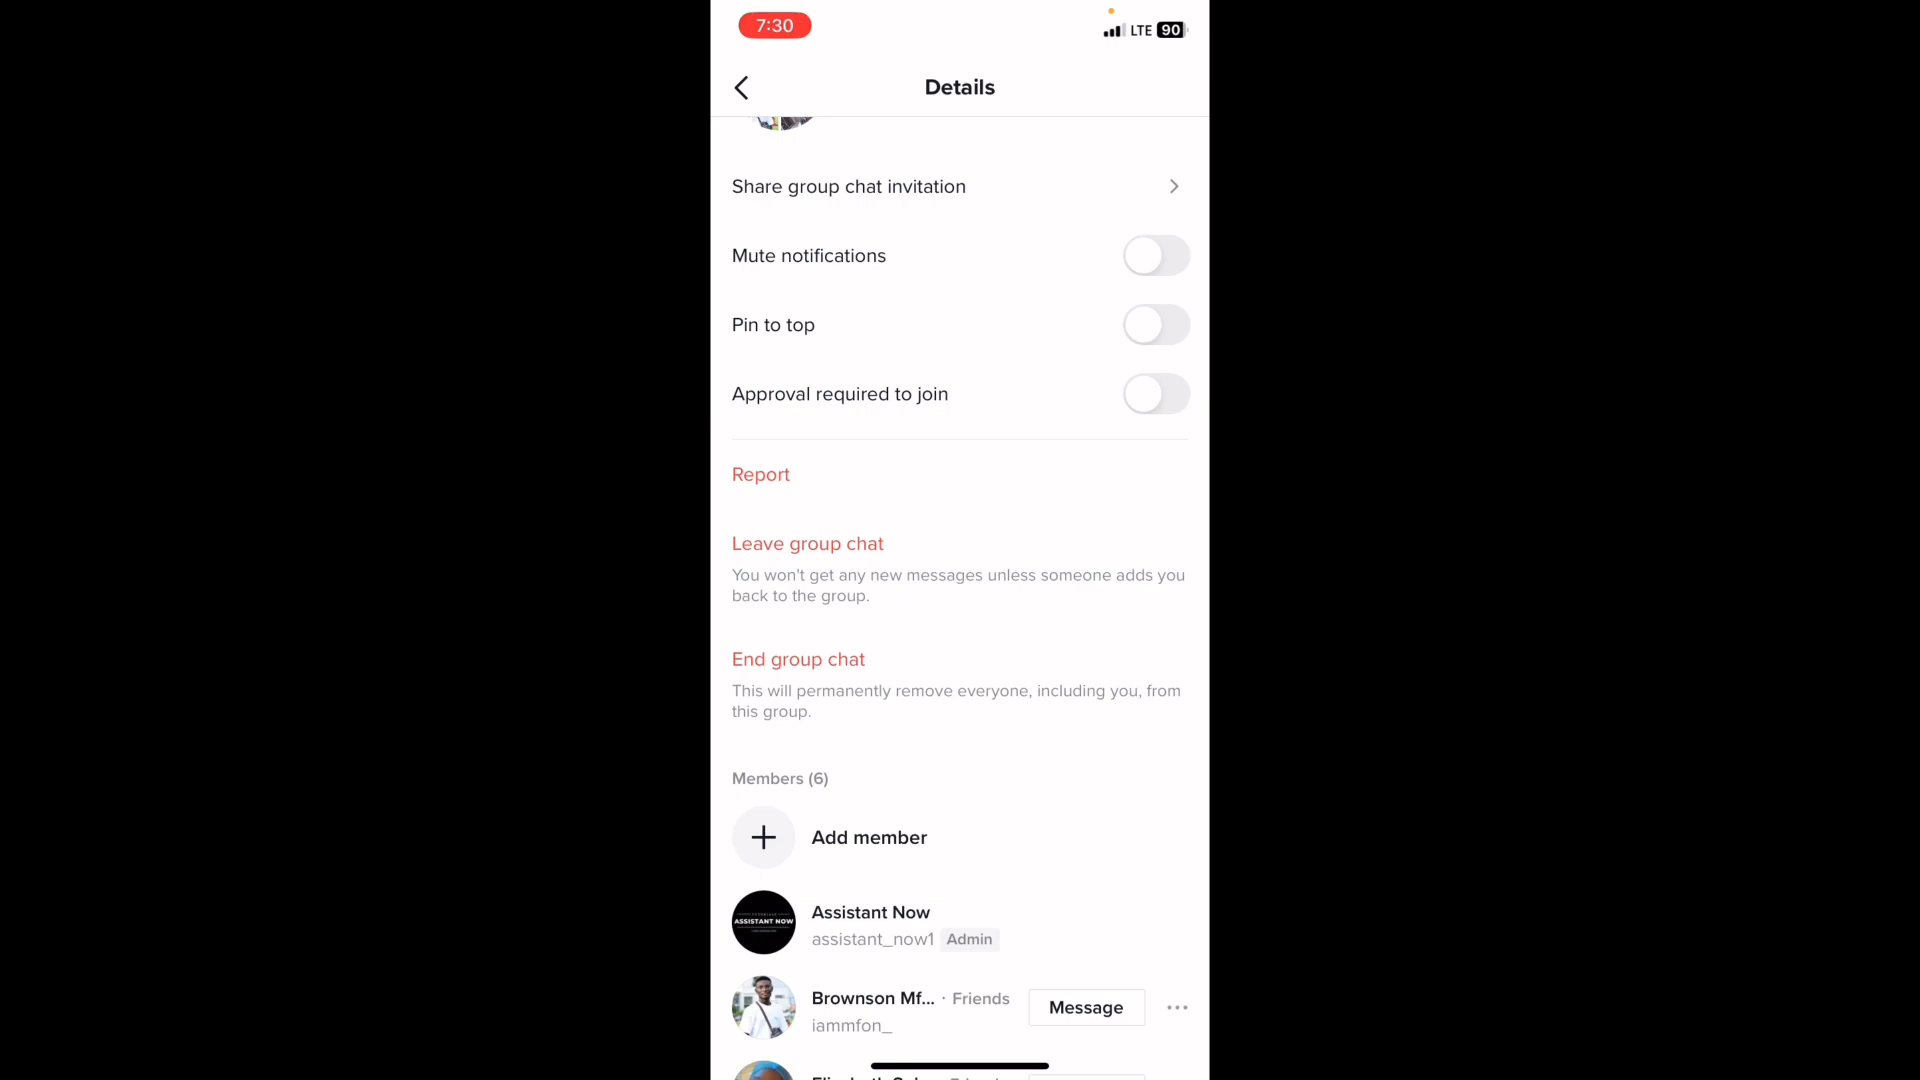 7:30
LTE 90
Details
Share group chat invitation
Mute notifications
Pin to top
Approval required to join
Report
Leave group chat
You won't get any new messages unless someone adds you
back to the group.
End group chat
This will permanently remove everyone, including you, from
this group.
Members (6)
Add member
ASSISTANT NOW
Assistant Now
assistant_now1 Admin
Brownson Mf... · Friends
iammfon_
Message